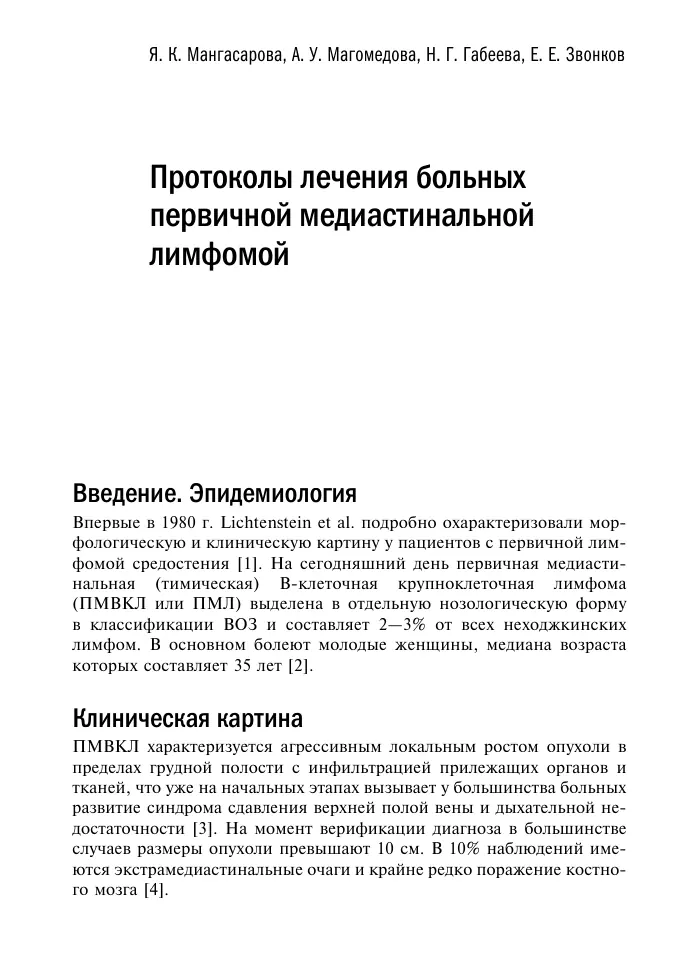 Я. К. Мангасарова, А. У. Магомедова, Н. Г. Габеева, Е. Е. Звонков
Протоколы лечения больных
первичной медиастинальной
лимфомой
Введение. Эпидемиология
Впервые в 1980 г. Lichtenstein et al. подробно охарактеризовали мор-
фологическую и клиническую картину у пациентов с первичной лим-
фомой средостения [1]. На сегодняшний день первичная медиасти-
нальная (тимическая) В-клеточная крупноклеточная лимфома
(ПМВКЛ или ПМЛ) выделена в отдельную нозологическую форму
в классификации ВОЗ и составляет 2—3% от всех неходжкинских
лимфом. В основном болеют молодые женщины, медиана возраста
которых составляет 35 лет [2].
Клиническая картина
ПМВКЛ характеризуется агрессивным локальным ростом опухоли в
пределах грудной полости с инфильтрацией прилежащих органов и
тканей, что уже на начальных этапах вызывает у большинства больных
развитие синдрома сдавления верхней полой вены и дыхательной не-
достаточности [3]. На момент верификации диагноза в большинстве
случаев размеры опухоли превышают 10 см. В 10% наблюдений име-
ются экстрамедиастинальные очаги и крайне редко поражение костно-
го мозга [4].